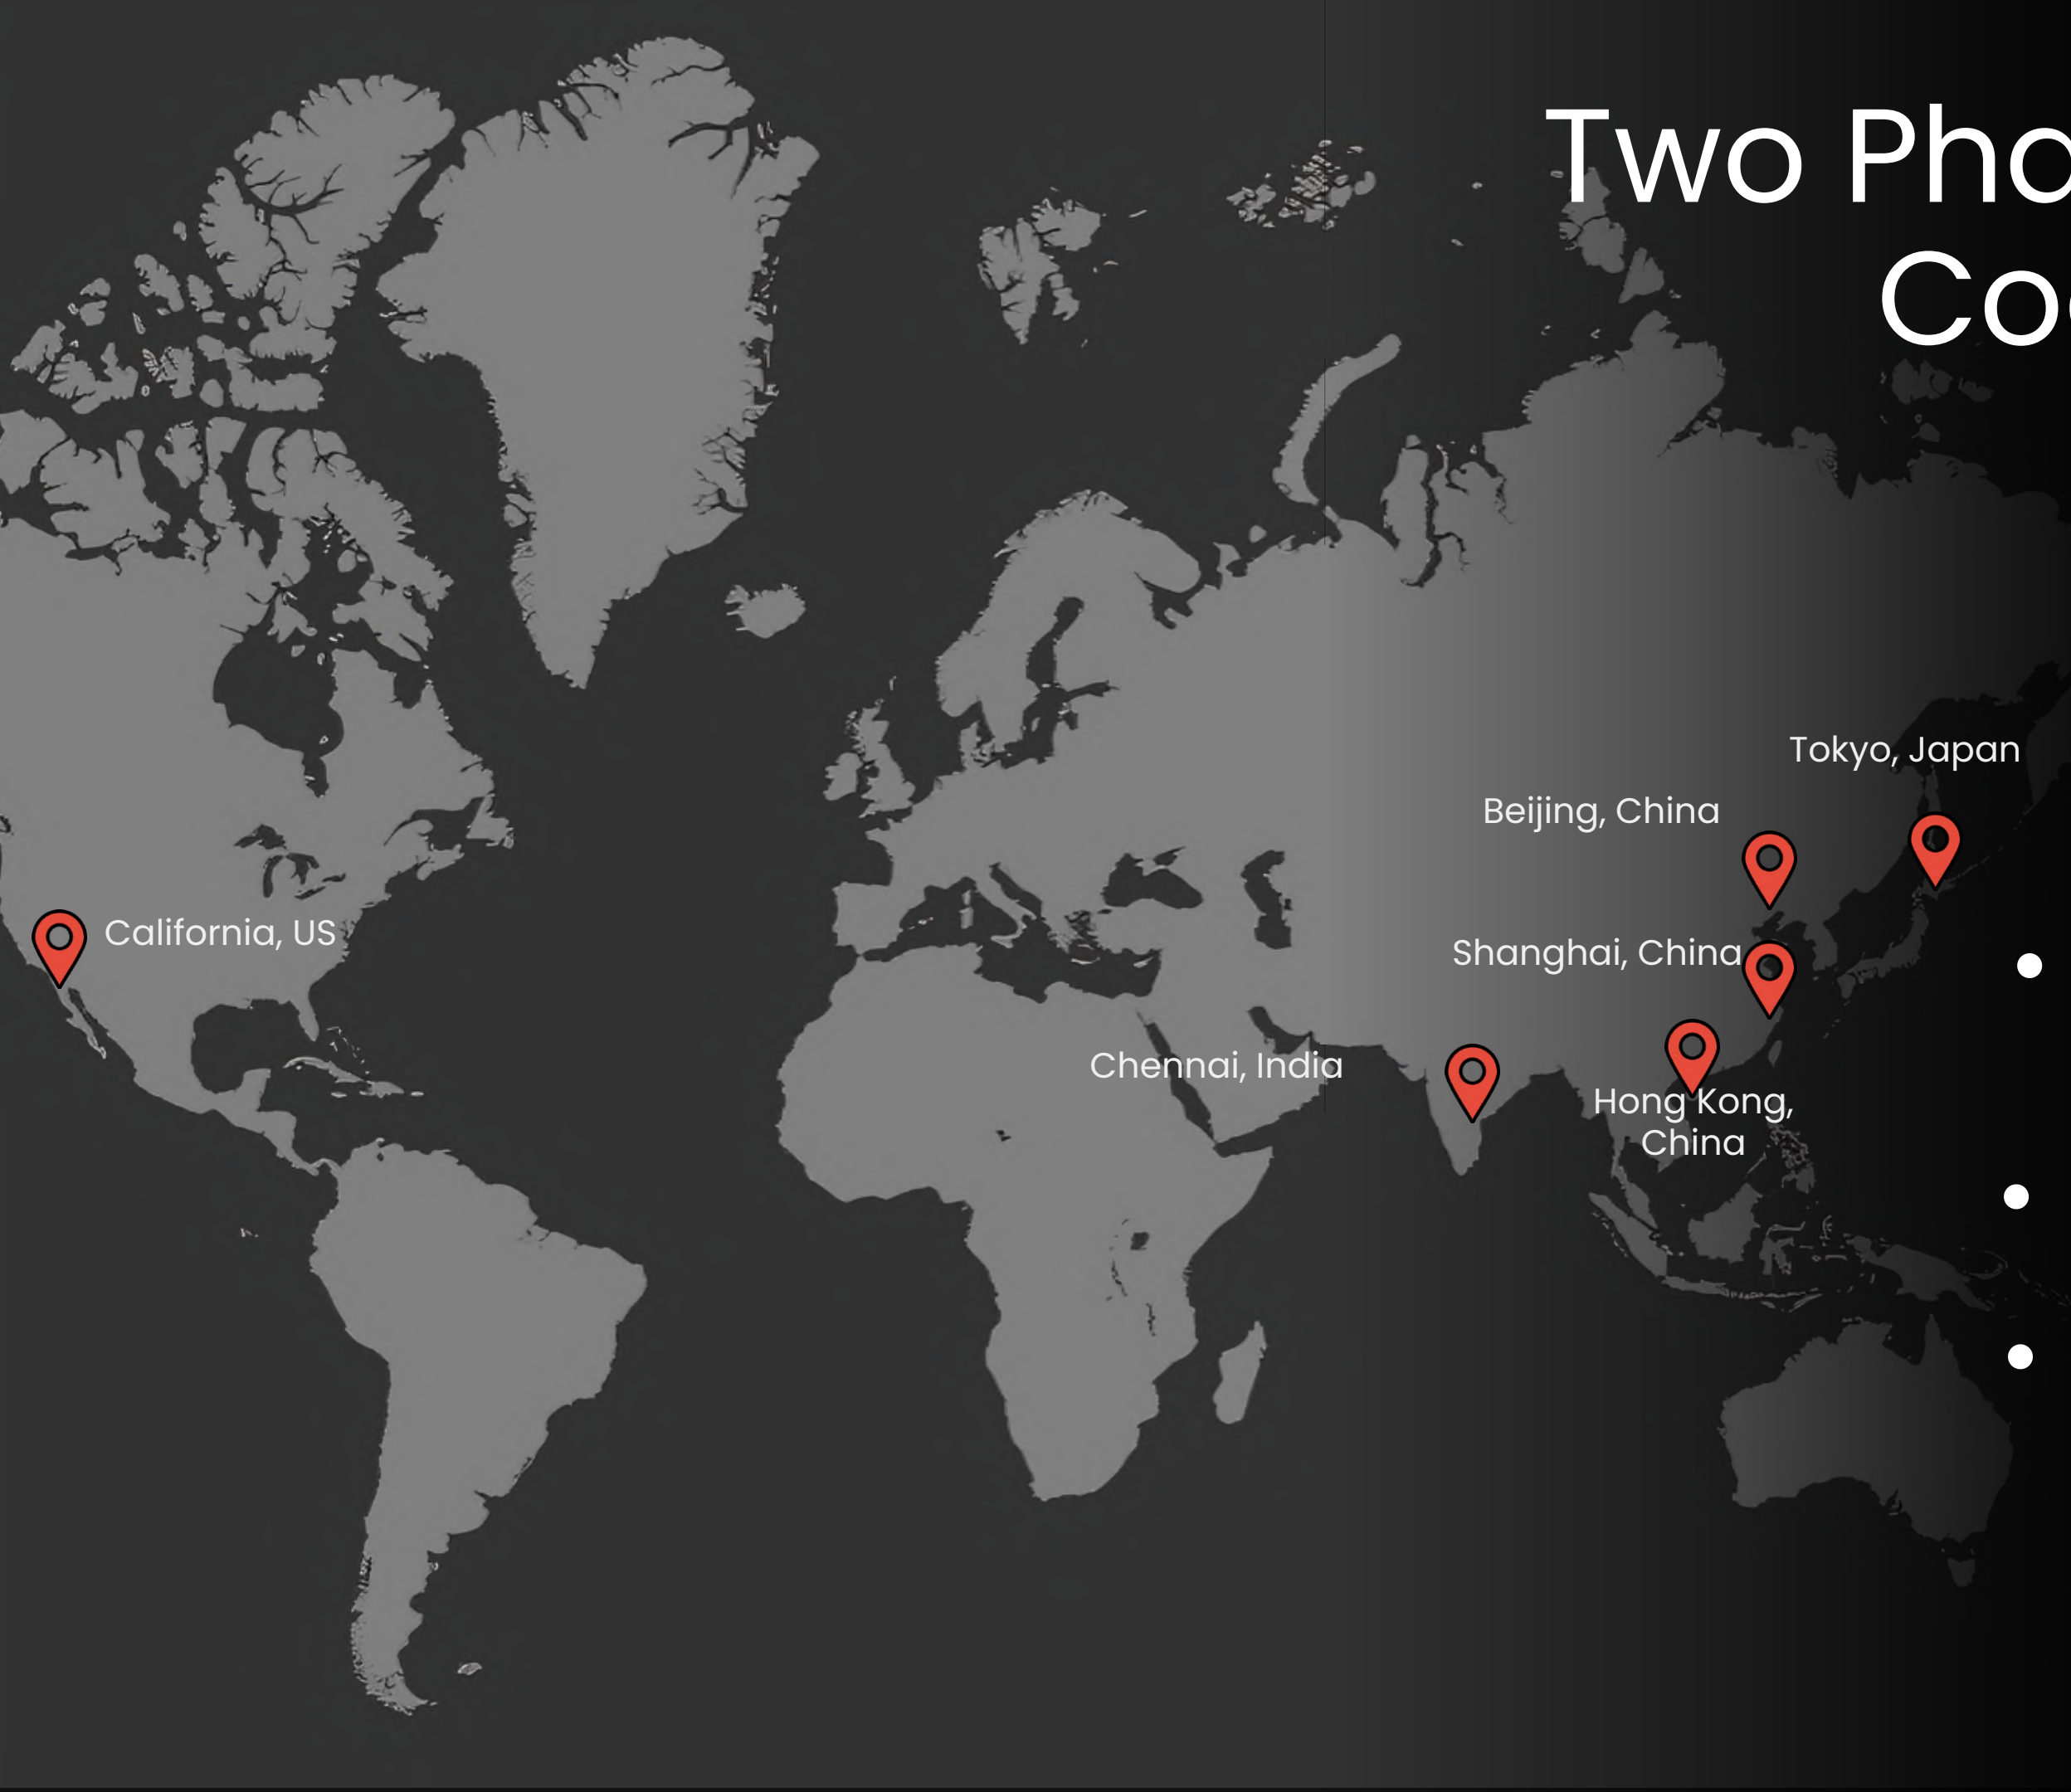 Two Pho
Co
Tokyo, Japan
Beijing, China
California, US
Shanghai, China
Chennai, India
Hong Kong,
China